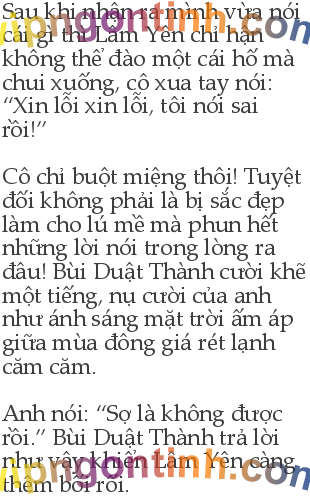 Sau khi nhận ra mình vừa nói
cái gì thì Lâm Yên chỉ hận
không thể đào một cái hố mà
chui xuống, cô xua tay nói:
“Xin lỗi xin lỗi, tôi nói sai
rồi!”
Cô chỉ buột miệng thôi! Tuyệt
đối không phải là bị sắc đẹp
làm cho lú mề mà phun hết
những lời nói trong lòng ra
đâu! Bùi Duật Thành cười khẽ
một tiếng, nụ cười của anh
như ánh sáng mặt trời ấm áp
giữa mùa đông giá rét lạnh
căm căm.
Anh nói: “Sợ là không được
rồi.” Bùi Duật Thành trả lời
như vậy khiến Lâm Yên càng
thêm bối rối.